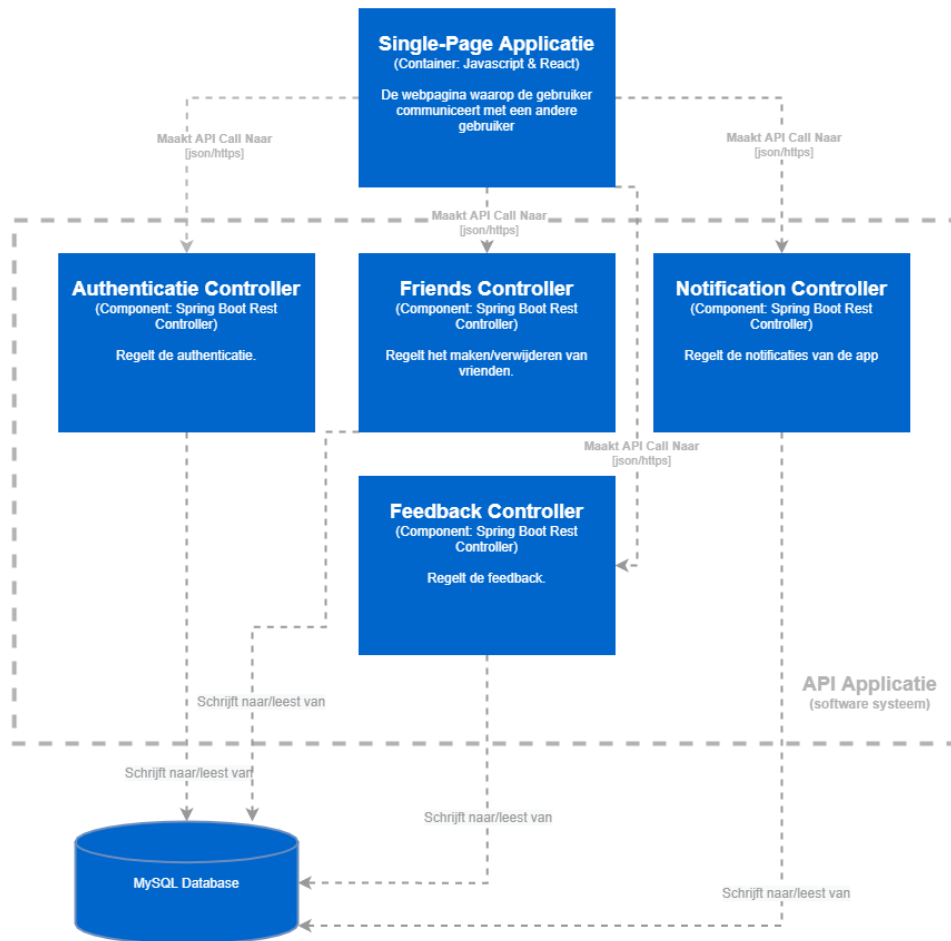 Single-Page Applicatie
(Container: Javascript & React)
De webpagina waarop de gebruiker
communiceert met een andere
gebruiker
Maakt API Call Naar
[json/https]
Maakt API Call Naar
[json/https]
Maakt API Call Naar
[json/https]
Authenticatie Controller
(Component: Spring Boot Rest
Controller)
Regelt de authenticatie.
Friends Controller
(Component: Spring Boot Rest
Controller)
Regelt het maken/verwijderen van
vrienden.
Notification Controller
(Component: Spring Boot Rest
Controller)
Regelt de notificaties van de app
Maakt API Call Naar
[json/https]
Feedback Controller
(Component: Spring Boot Rest
Controller)
Regelt de feedback.
API Applicatie
(software systeem)
Schrijft naar/leest van
Schrijft naar/leest van
Schrijft naar/leest van
MySQL Database
Schrijft naar/leest van